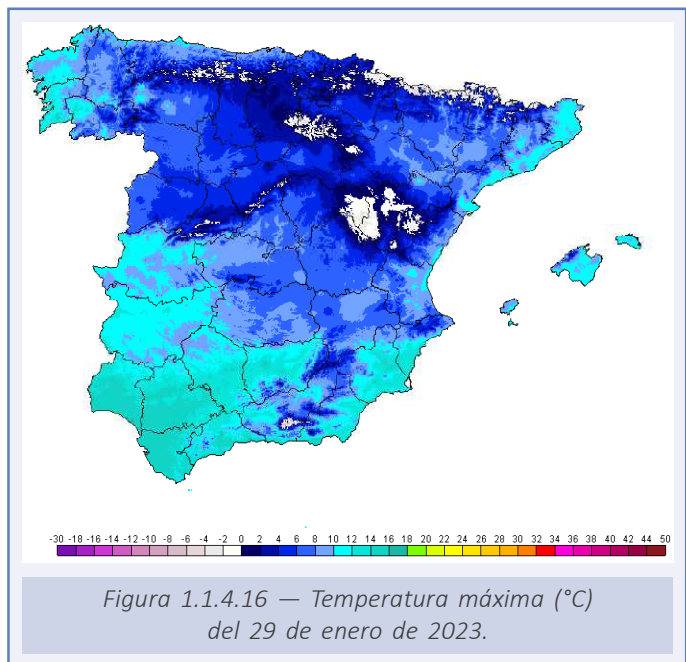 -30 -18 -16 -14 -12 -10 -8 -6 -4 -2 0 2 4 6 8 10 12 14 16 18 20 22 24 26 28 30 32 34 36 38 40 42 44 50
Figura 1.1.4.16 — Temperatura máxima (°C)
del 29 de enero de 2023.